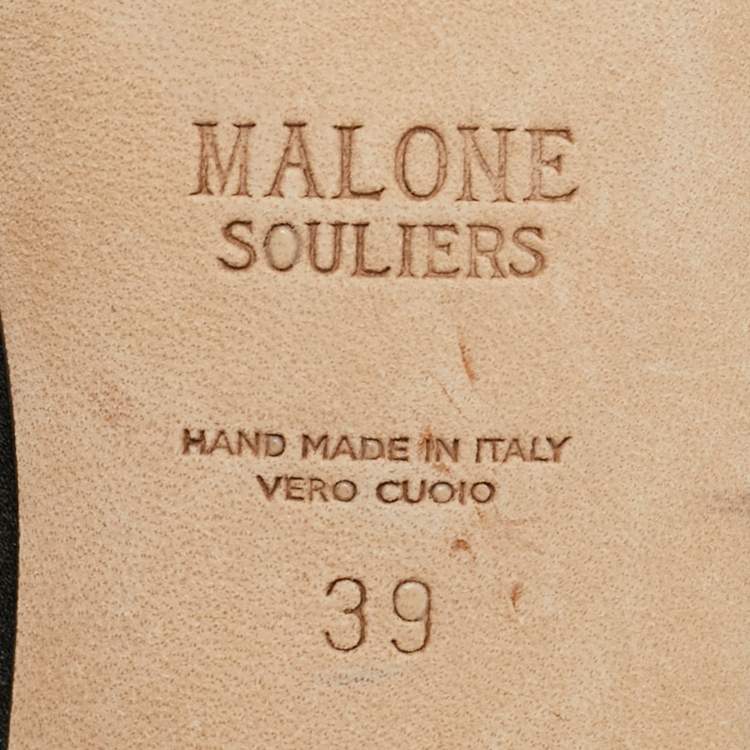 MALONE
SOULIERS
HAND MADE IN ITALY
VERO CUOIO
39